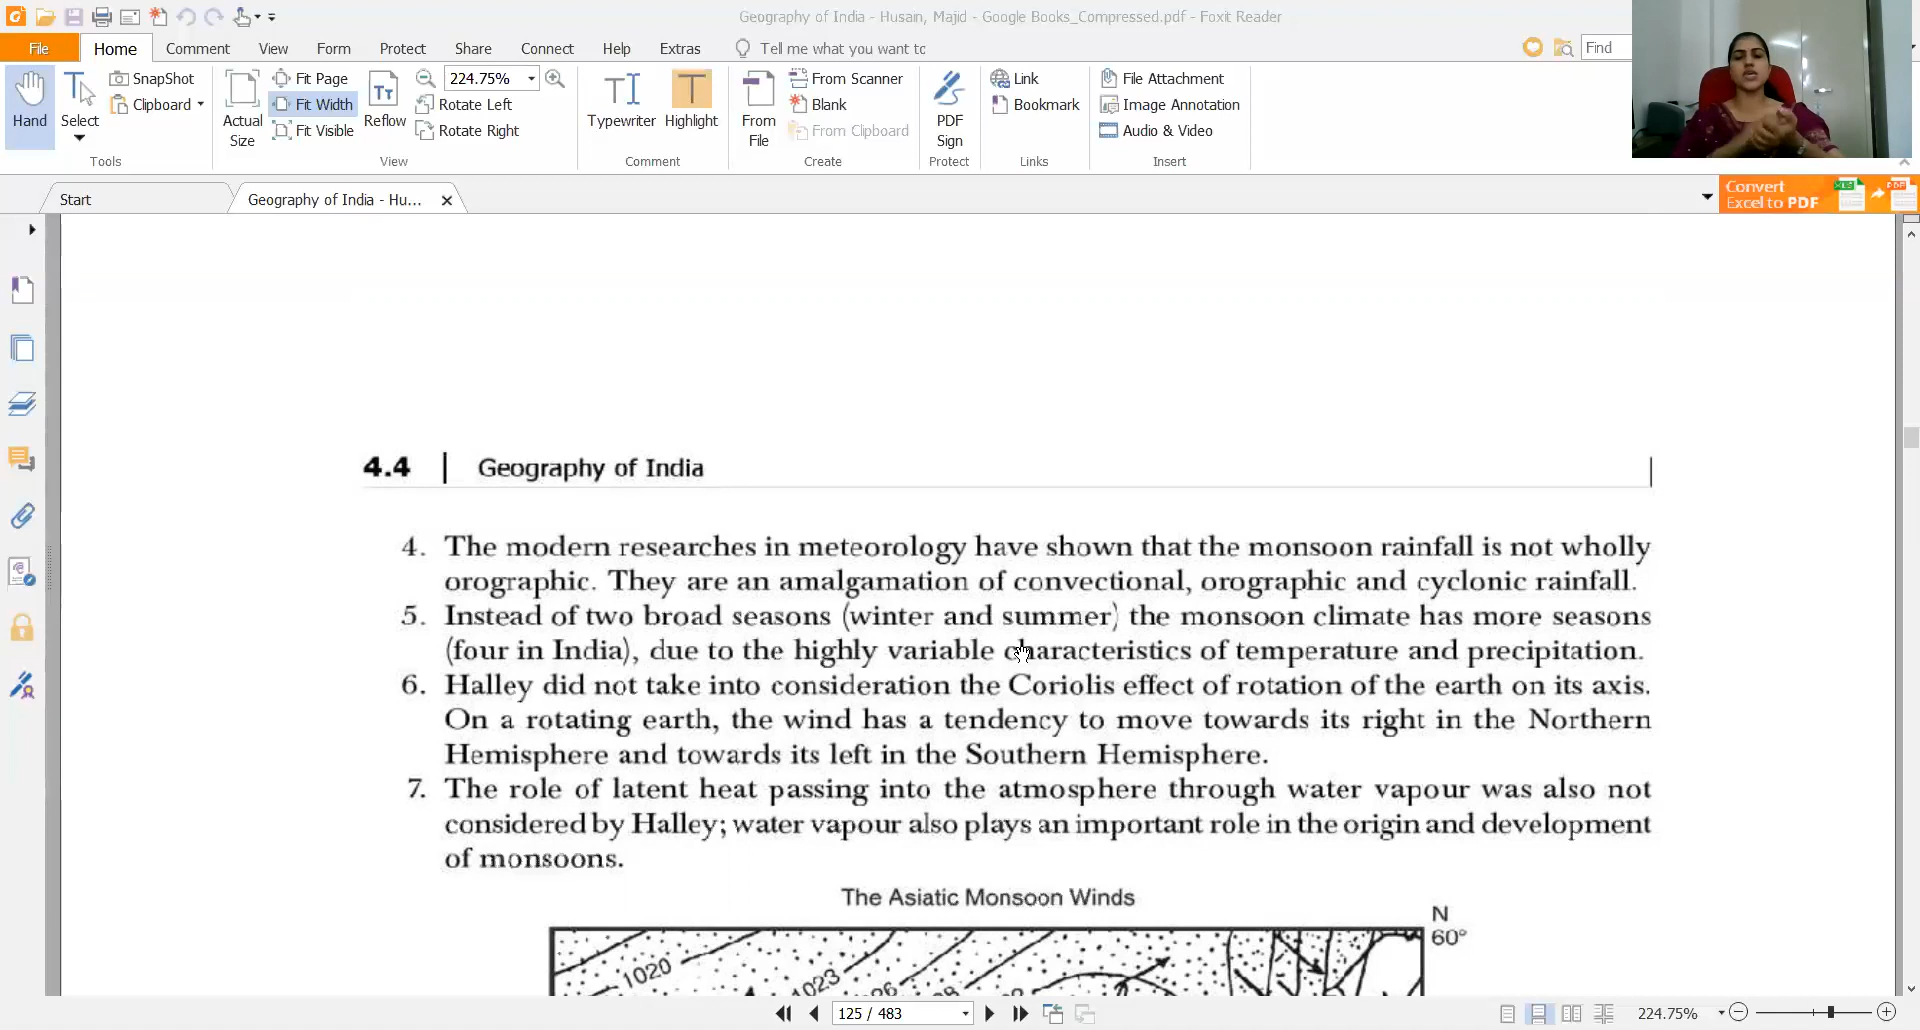 Geography of India - Husain, Majid - Google Books_Compressed.pdf - Foxit Reader
File Home Comment View Form Protect Share Connect Help Extras Tell me what you want to Find
Hand
Select
SnapShot
Clipboard
Tools
Actual Size
Fit Page
Fit Width
Fit Visible
Reflow
224.75%
Rotate Left
Rotate Right
View
Typewriter
Highlight
Comment
From File
From Scanner
Blank
From Clipboard
Create
PDF Sign
Protect
Link
Bookmark
Links
File Attachment
Image Annotation
Audio & Video
Insert
Start
Geography of India - Hu...
Convert
Excel to PDF
4.4 | Geography of India
4. The modern researches in meteorology have shown that the monsoon rainfall is not wholly
orographic. They are an amalgamation of convectional, orographic and cyclonic rainfall.
5. Instead of two broad seasons (winter and summer) the monsoon climate has more seasons
(four in India), due to the highly variable characteristics of temperature and precipitation.
6. Halley did not take into consideration the Coriolis effect of rotation of the earth on its axis.
On a rotating earth, the wind has a tendency to move towards its right in the Northern
Hemisphere and towards its left in the Southern Hemisphere.
7. The role of latent heat passing into the atmosphere through water vapour was also not
considered by Halley; water vapour also plays an important role in the origin and development
of monsoons.
The Asiatic Monsoon Winds
N
60°
1020
1023
125 / 483
224.75%